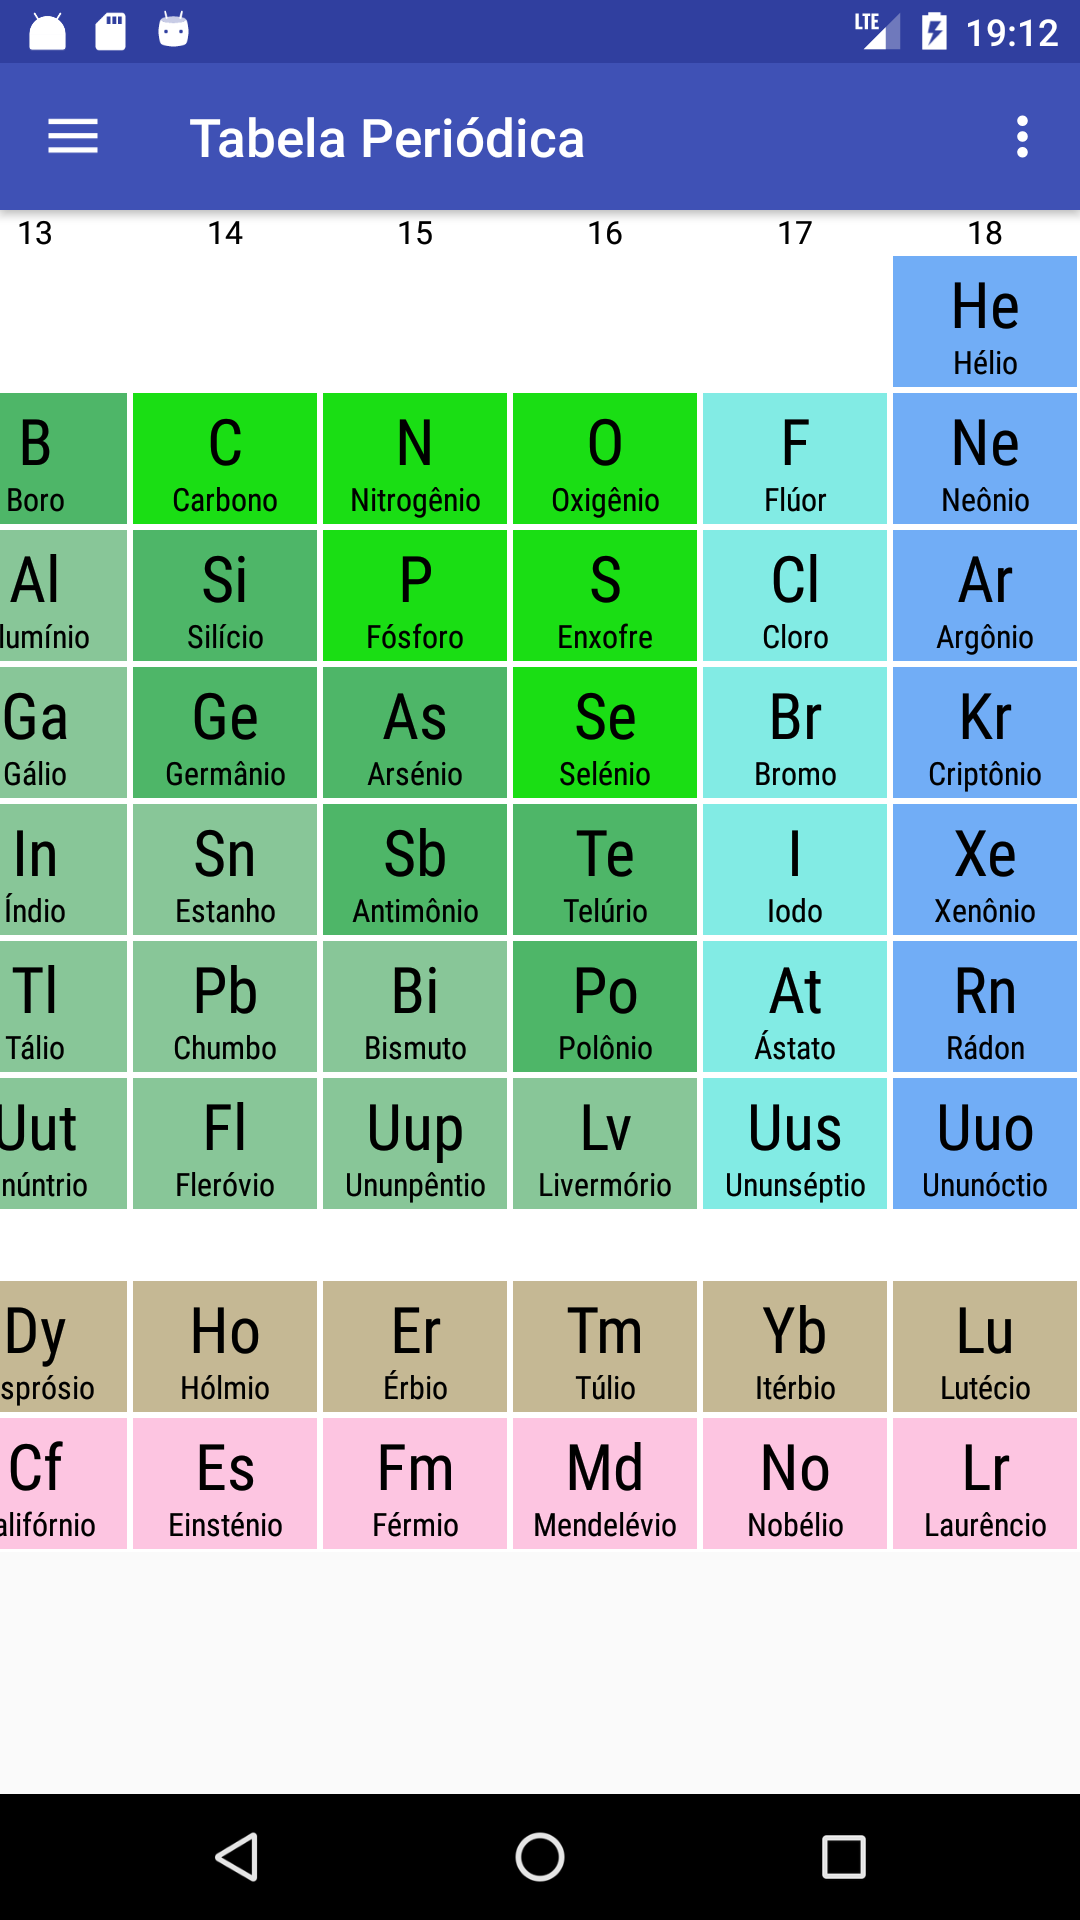 LTE 19:12
Tabela Periódica
13 14 15 16 17 18
He
Hélio
B C N O F Ne
Boro Carbono Nitrogênio Oxigênio Flúor Neônio
Al Si P S Cl Ar
lumínio Silício Fósforo Enxofre Cloro Argônio
Ga Ge As Se Br Kr
Gálio Germânio Arsénio Selénio Bromo Criptônio
In Sn Sb Te I Xe
Índio Estanho Antimônio Telúrio Iodo Xenônio
Tl Pb Bi Po At Rn
Tálio Chumbo Bismuto Polônio Ástato Rádon
Uut Fl Uup Lv Uus Uuo
núntrio Fleróvio Ununpêntio Livermório Ununséptio Ununóctio
Dy Ho Er Tm Yb Lu
sprósio Hólmio Érbio Túlio Itérbio Lutécio
Cf Es Fm Md No Lr
alifórnio Einsténio Férmio Mendelévio Nobélio Laurêncio